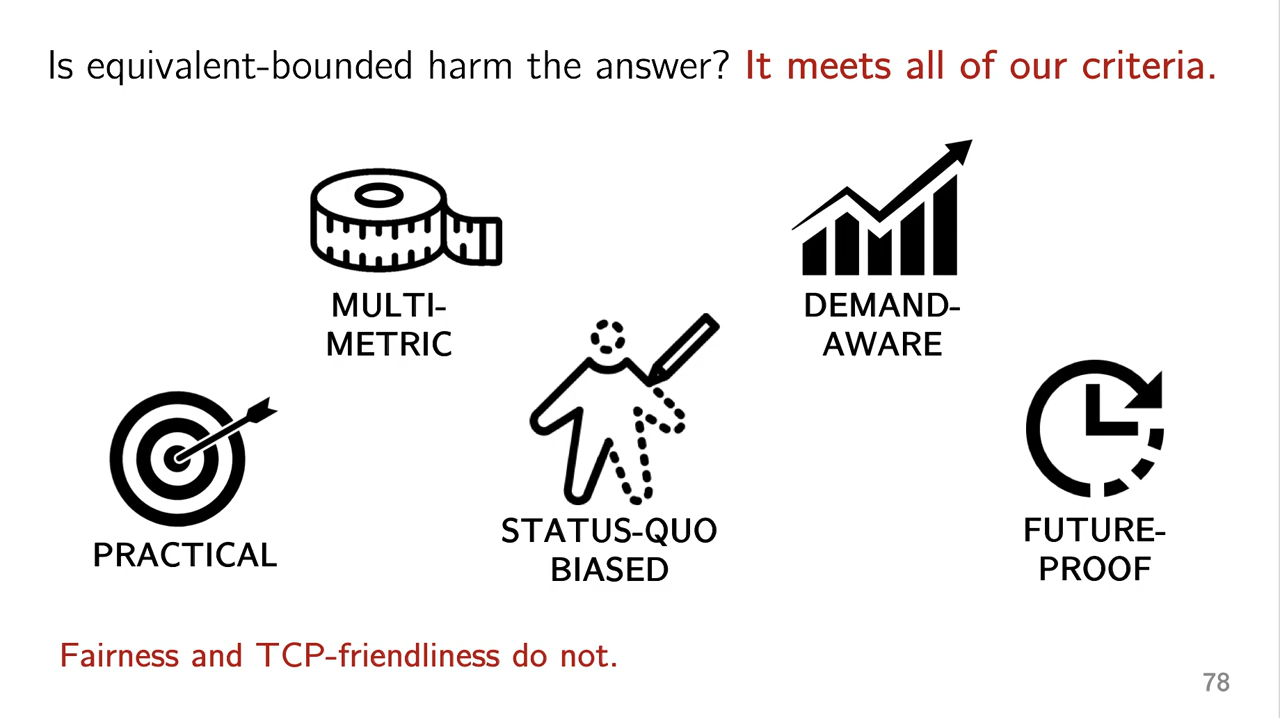 Is equivalent-bounded harm the answer? It meets all of our criteria.
MULTI-
METRIC
DEMAND-
AWARE
PRACTICAL
STATUS-QUO
BIASED
FUTURE-
PROOF
Fairness and TCP-friendliness do not.
78